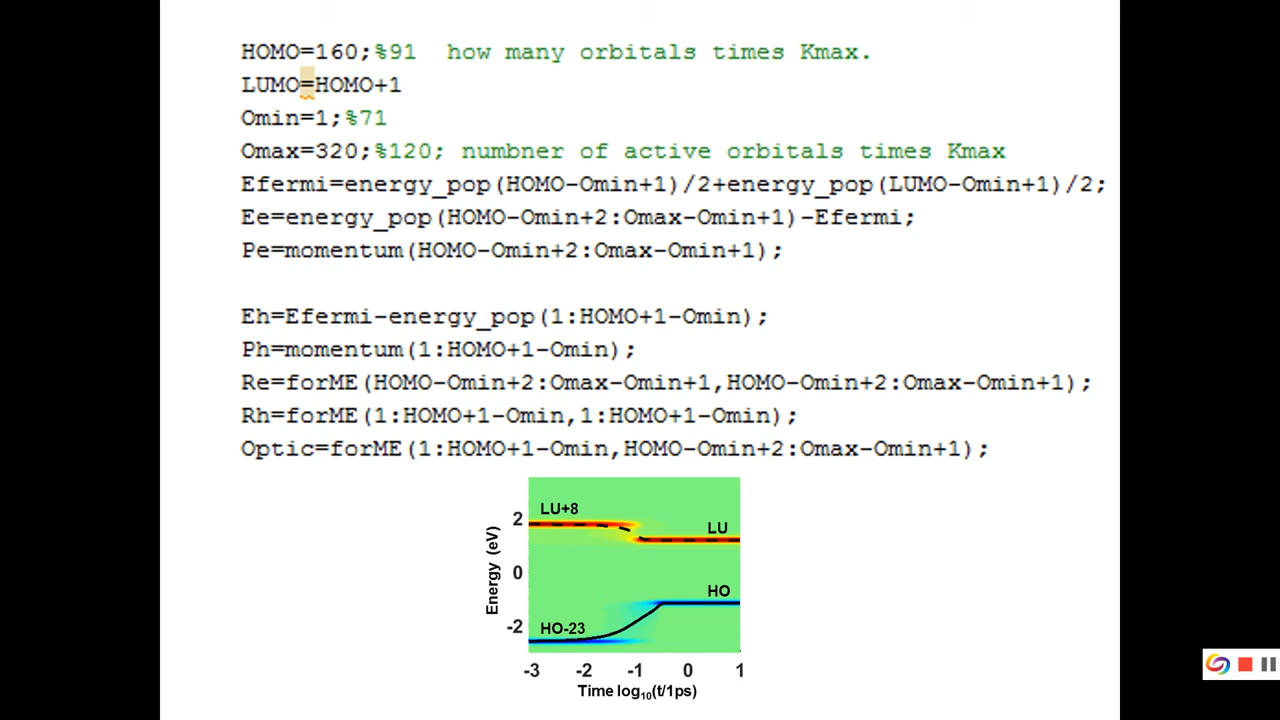 HOMO=160;%91  how many orbitals times Kmax.
LUMO=HOMO+1
Omin=1;%71
Omax=320;%120; numbner of active orbitals times Kmax
Efermi=energy_pop(HOMO-Omin+1)/2+energy_pop(LUMO-Omin+1)/2;
Ee=energy_pop(HOMO-Omin+2:Omax-Omin+1)-Efermi;
Pe=momentum(HOMO-Omin+2:Omax-Omin+1);
Eh=Efermi-energy_pop(1:HOMO+1-Omin);
Ph=momentum(1:HOMO+1-Omin);
Re=forME(HOMO-Omin+2:Omax-Omin+1,HOMO-Omin+2:Omax-Omin+1);
Rh=forME(1:HOMO+1-Omin,1:HOMO+1-Omin);
Optic=forME(1:HOMO+1-Omin,HOMO-Omin+2:Omax-Omin+1);
Energy (eV)
2
0
-2
LU+8
LU
HO
HO-23
-3 -2 -1 0 1
Time log10(t/1ps)